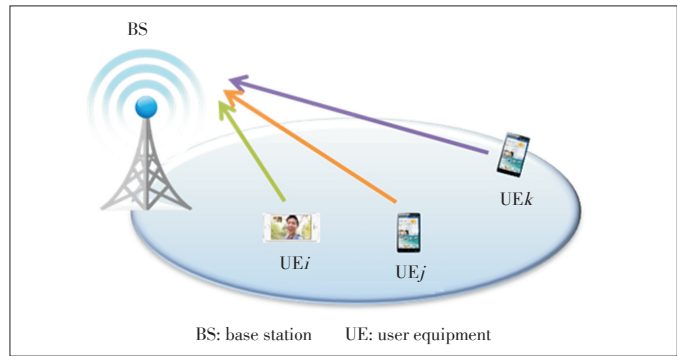 BS
UEk
UEi
UEj
BS: base station UE: user equipment